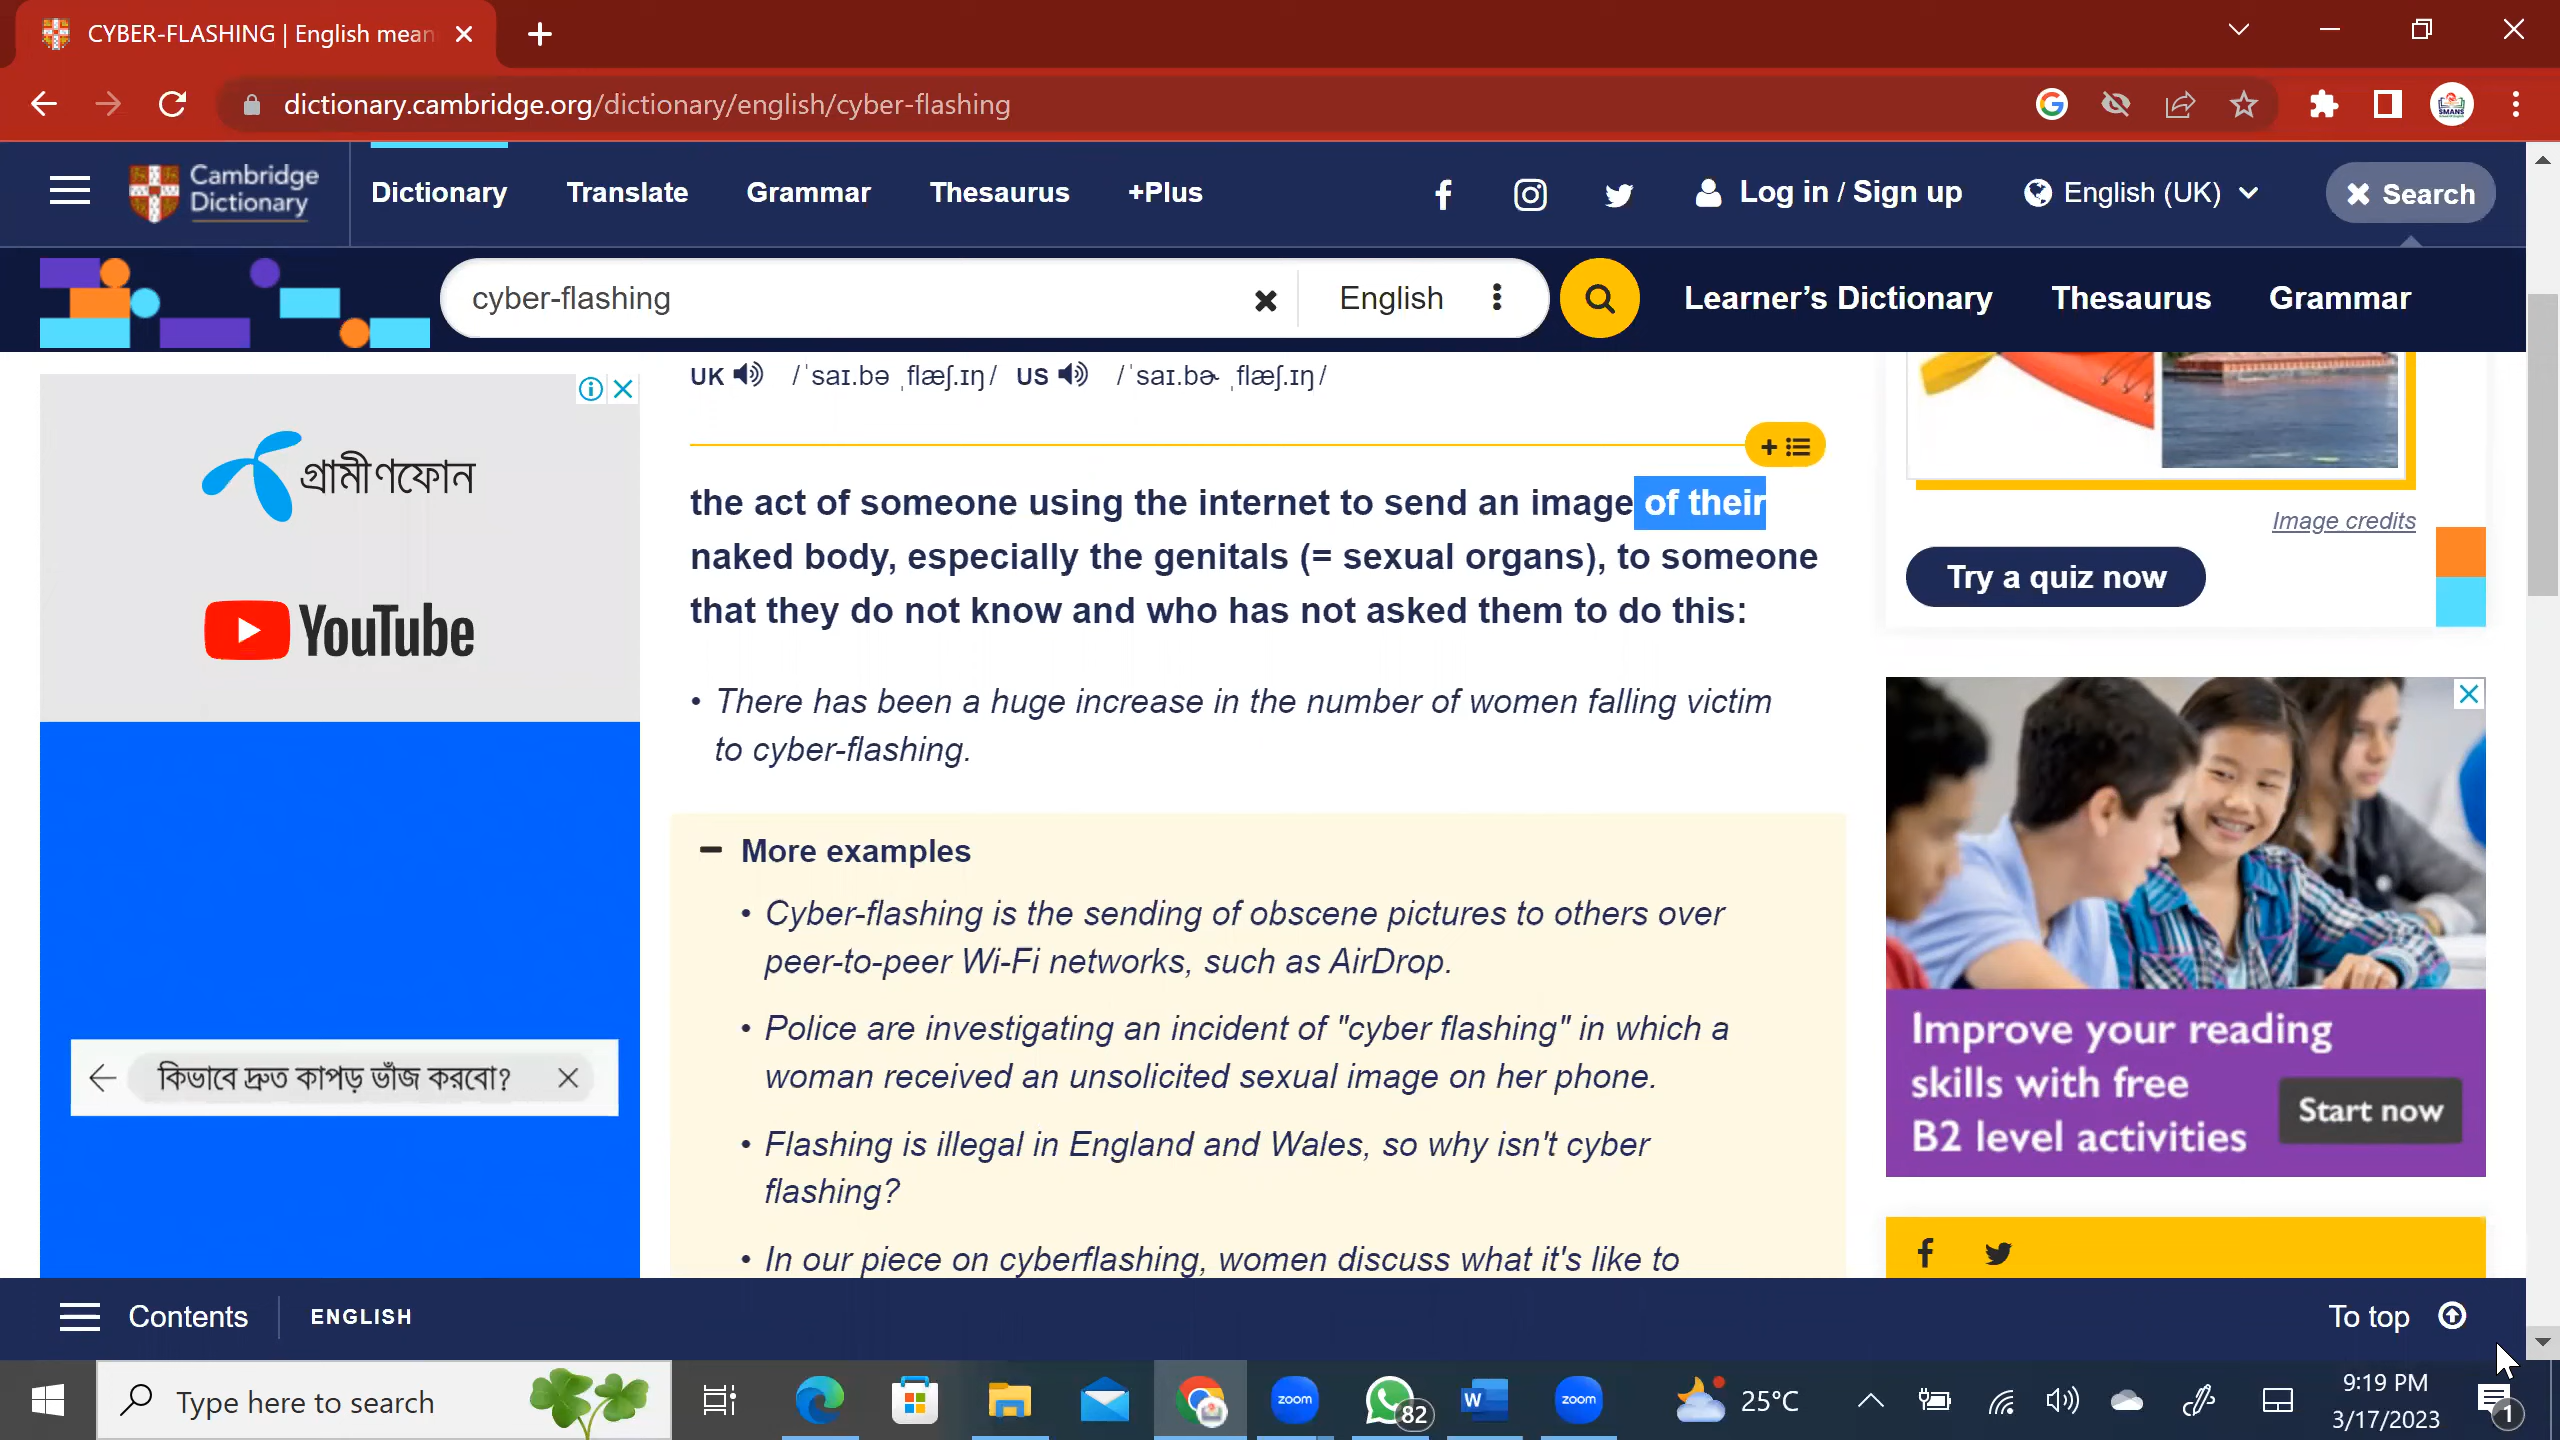 CYBER-FLASHING | English mean
dictionary.cambridge.org/dictionary/english/cyber-flashing
Cambridge
Dictionary
Dictionary Translate Grammar Thesaurus +Plus
Log in / Sign up
English (UK)
Search
cyber-flashing
English
Learner's Dictionary Thesaurus Grammar
UK /ˈsaɪ.bə ˌflæʃ.ɪŋ/ US /ˈsaɪ.bɚ ˌflæʃ.ɪŋ/
the act of someone using the internet to send an image of their
naked body, especially the genitals (= sexual organs), to someone
that they do not know and who has not asked them to do this:
• There has been a huge increase in the number of women falling victim
to cyber-flashing.
More examples
• Cyber-flashing is the sending of obscene pictures to others over
peer-to-peer Wi-Fi networks, such as AirDrop.
• Police are investigating an incident of "cyber flashing" in which a
woman received an unsolicited sexual image on her phone.
• Flashing is illegal in England and Wales, so why isn't cyber
flashing?
• In our piece on cyberflashing, women discuss what it's like to
গ্রামীণফোন
YouTube
কিভাবে দ্রুত কাপড় ভাঁজ করবো?
Image credits
Try a quiz now
Improve your reading
skills with free
B2 level activities
Start now
Contents
ENGLISH
To top
Type here to search
zoom
82
W
zoom
25°C
9:19 PM
3/17/2023
1